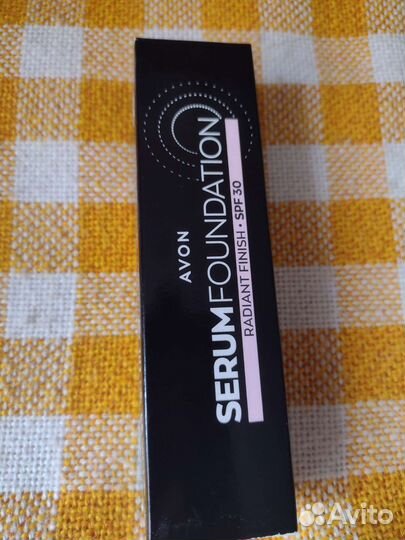 AVON
SERUMFOUNDATION
RADIANT FINISH • SPF 30
Avito